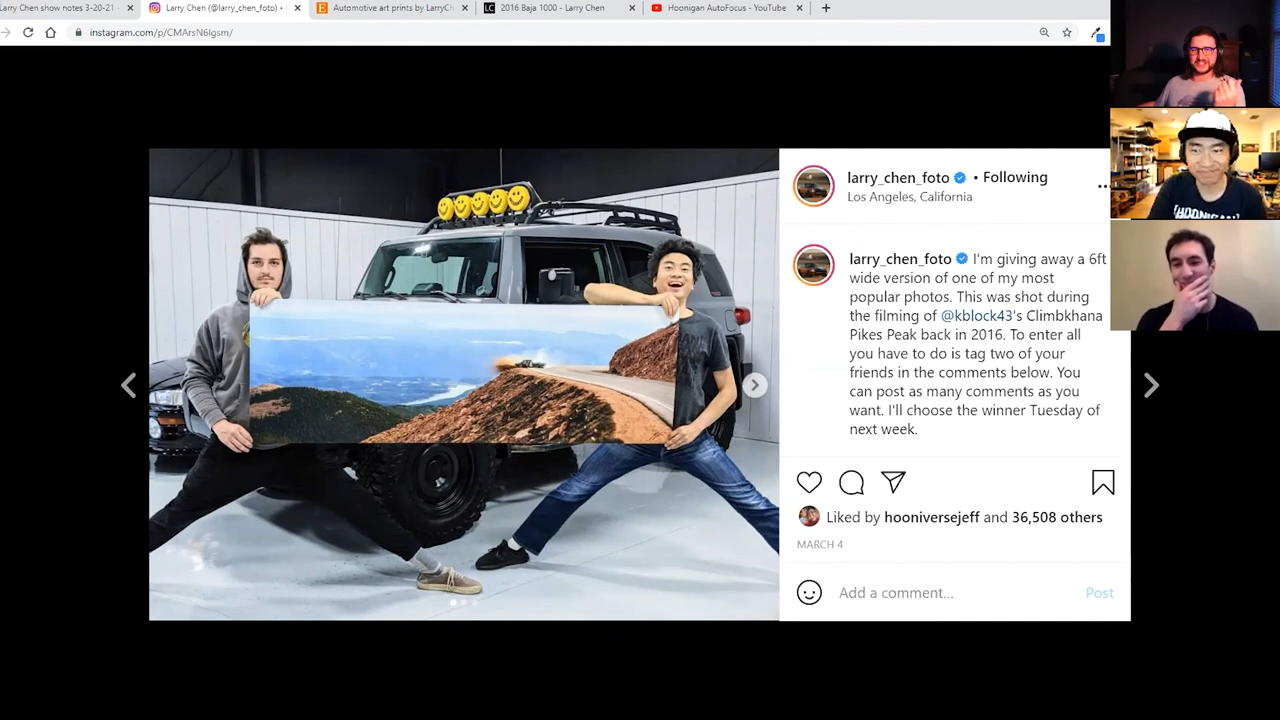 Larry Chen show notes 3-20-21
Larry Chen (@larry_chen_foto) •
Automotive art prints by LarryCh
LC 2016 Baja 1000 - Larry Chen
Hoonigan AutoFocus - YouTube
instagram.com/p/CMArsN6lgsm/
larry_chen_foto • Following
Los Angeles, California
larry_chen_foto I'm giving away a 6ft
wide version of one of my most
popular photos. This was shot during
the filming of @kblock43's Climbkhana
Pikes Peak back in 2016. To enter all
you have to do is tag two of your
friends in the comments below. You
can post as many comments as you
want. I'll choose the winner Tuesday of
next week.
Liked by hooniversejeff and 36,508 others
MARCH 4
Add a comment... Post